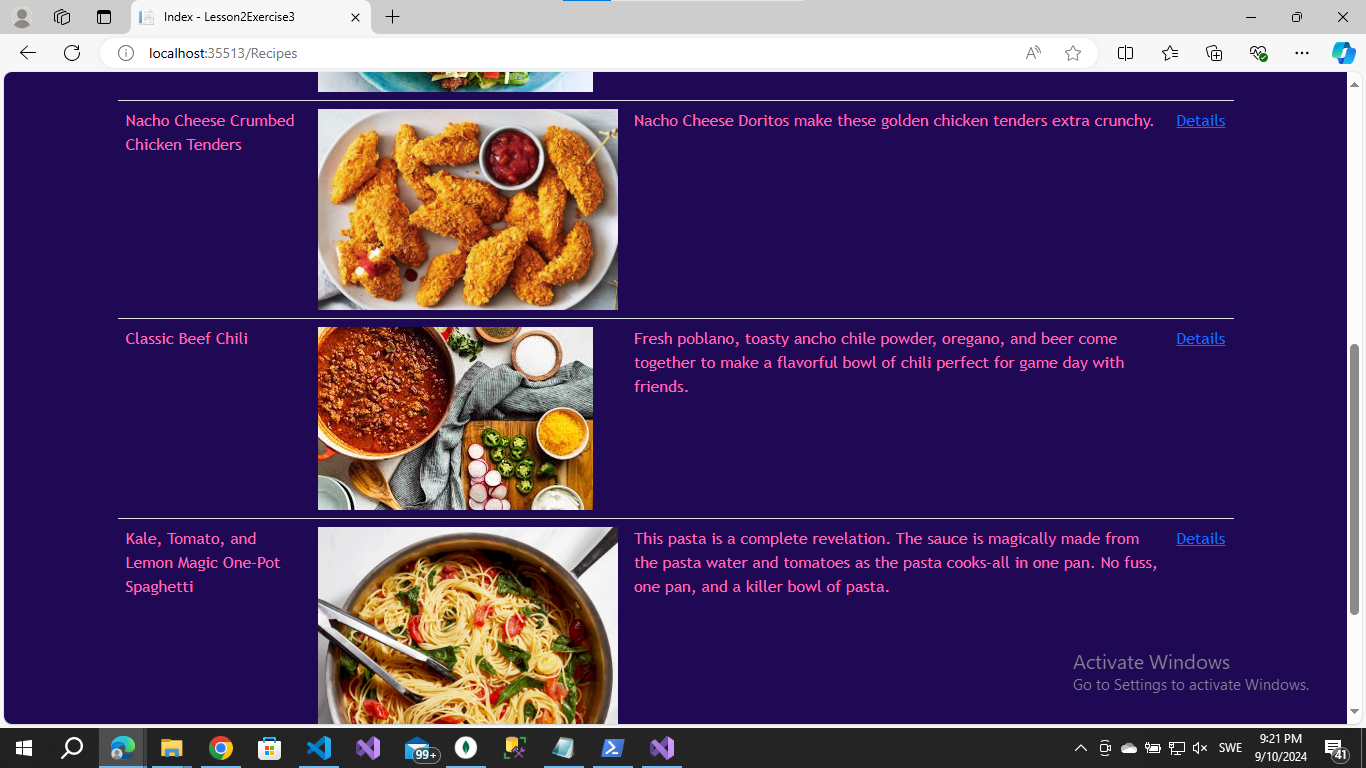 Index - Lesson2Exercise3
localhost:35513/Recipes
Nacho Cheese Crumbed
Chicken Tenders
Nacho Cheese Doritos make these golden chicken tenders extra crunchy.
Details
Classic Beef Chili
Fresh poblano, toasty ancho chile powder, oregano, and beer come
together to make a flavorful bowl of chili perfect for game day with
friends.
Details
Kale, Tomato, and
Lemon Magic One-Pot
Spaghetti
This pasta is a complete revelation. The sauce is magically made from
the pasta water and tomatoes as the pasta cooks-all in one pan. No fuss,
one pan, and a killer bowl of pasta.
Details
Activate Windows
Go to Settings to activate Windows.
99+
SWE
9:21 PM
9/10/2024
41